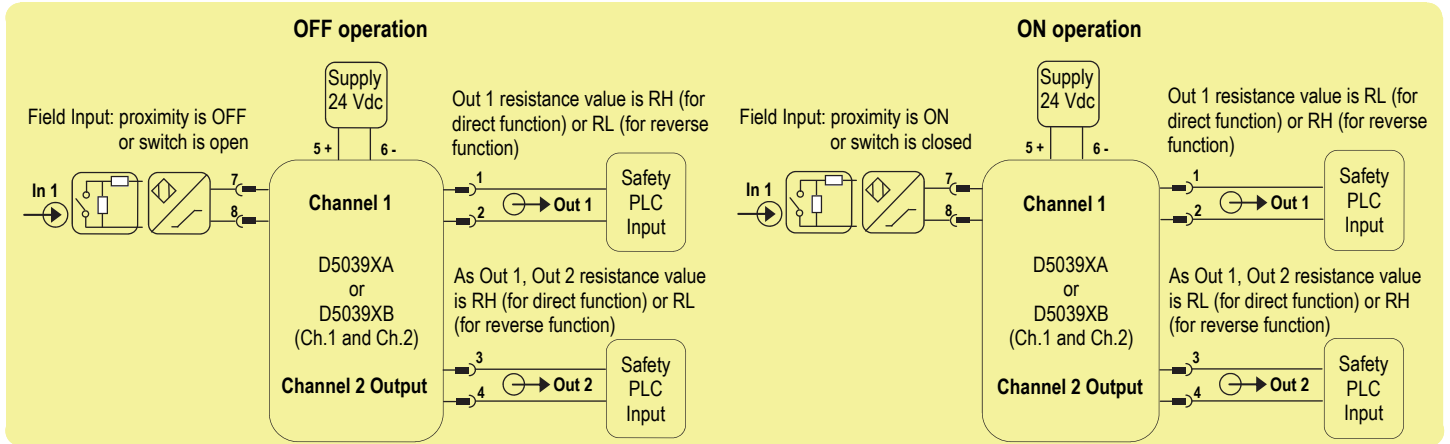 OFF operation
Supply
24 Vdc
Field Input: proximity is OFF
or switch is open
Out 1 resistance value is RH (for
direct function) or RL (for reverse
function)
5 +
6 -
In 1
7
8
Channel 1
1
2
Out 1
Safety
PLC
Input
D5039XA
or
D5039XB
(Ch.1 and Ch.2)
As Out 1, Out 2 resistance value
is RH (for direct function) or RL
(for reverse function)
Channel 2 Output
3
4
Out 2
Safety
PLC
Input
ON operation
Supply
24 Vdc
Field Input: proximity is ON
or switch is closed
Out 1 resistance value is RL (for
direct function) or RH (for reverse
function)
5 +
6 -
In 1
7
8
Channel 1
1
2
Out 1
Safety
PLC
Input
D5039XA
or
D5039XB
(Ch.1 and Ch.2)
As Out 1, Out 2 resistance value
is RL (for direct function) or RH
(for reverse function)
Channel 2 Output
3
4
Out 2
Safety
PLC
Input